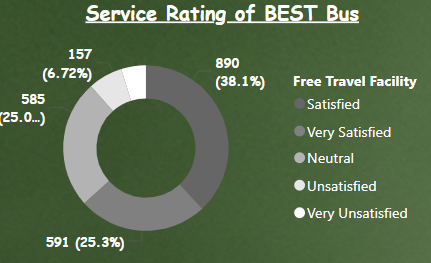 Service Rating of BEST Bus
157
(6.72%)
890
(38.1%)
585
(25.0...)
591 (25.3%)
Free Travel Facility
Satisfied
Very Satisfied
Neutral
Unsatisfied
Very Unsatisfied